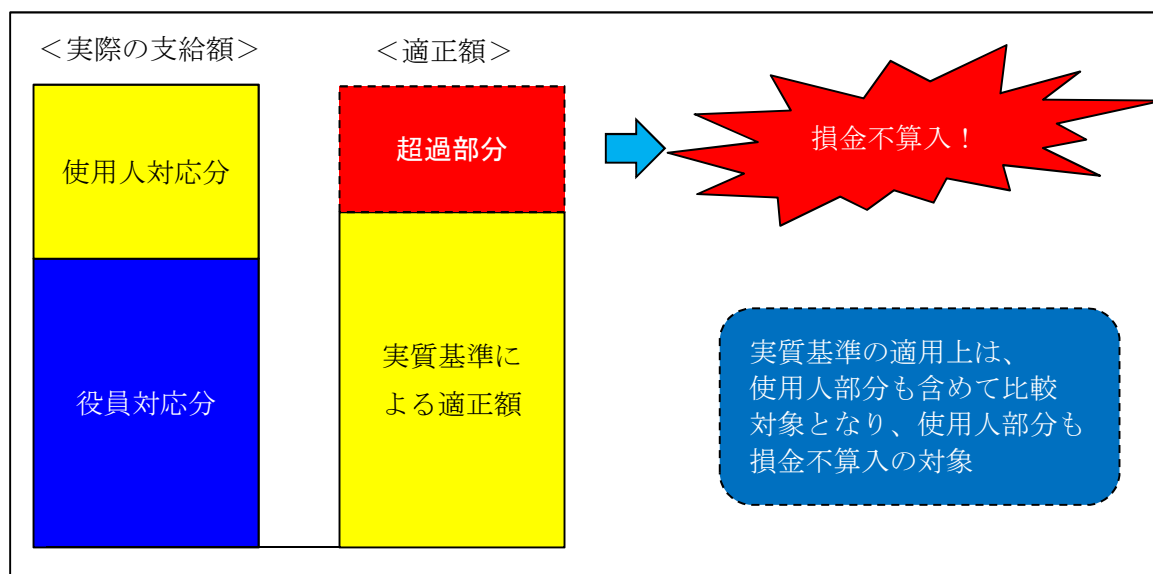 ＜実際の支給額＞
＜適正額＞
使用人対応分
役員対応分
超過部分
実質基準に
よる適正額
損金不算入！
実質基準の適用上は、
使用人部分も含めて比較
対象となり、使用人部分も
損金不算入の対象